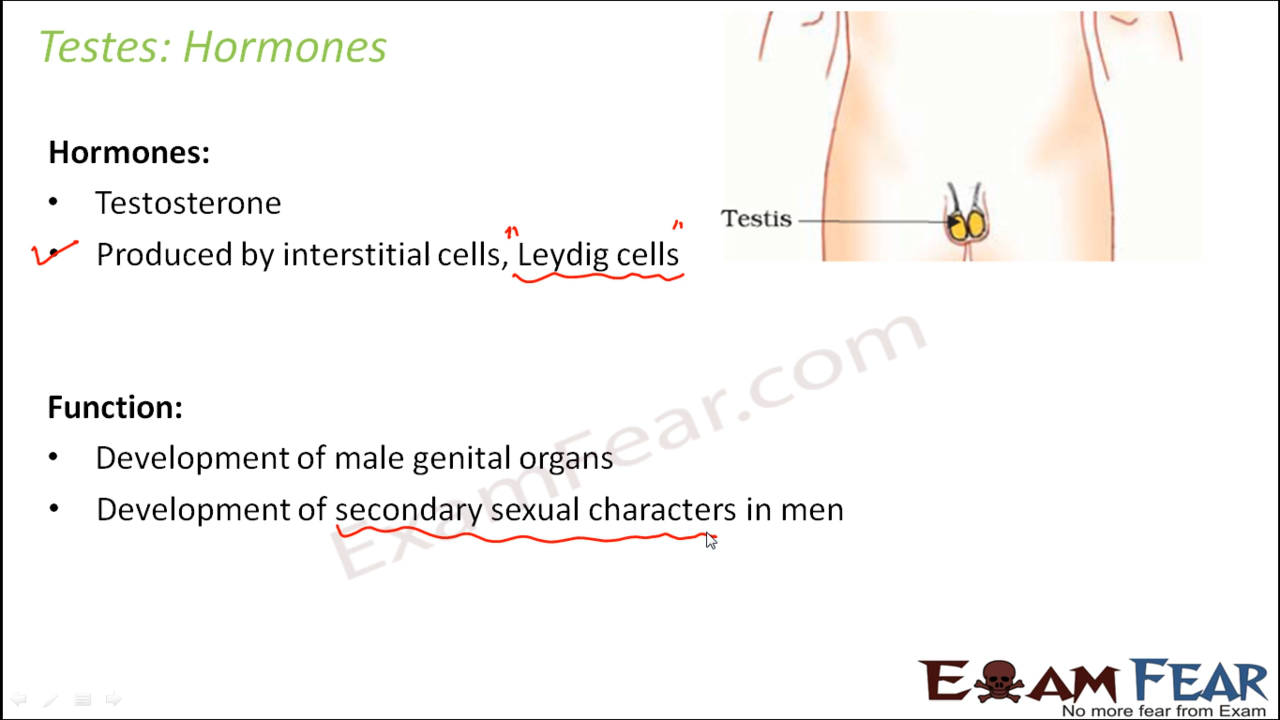 Testes: Hormones
Hormones:
• Testosterone
• Produced by interstitial cells, "Leydig cells"
Testis
Function:
• Development of male genital organs
• Development of secondary sexual characters in men
ExamFear.com
EXAM FEAR
No more fear from Exam